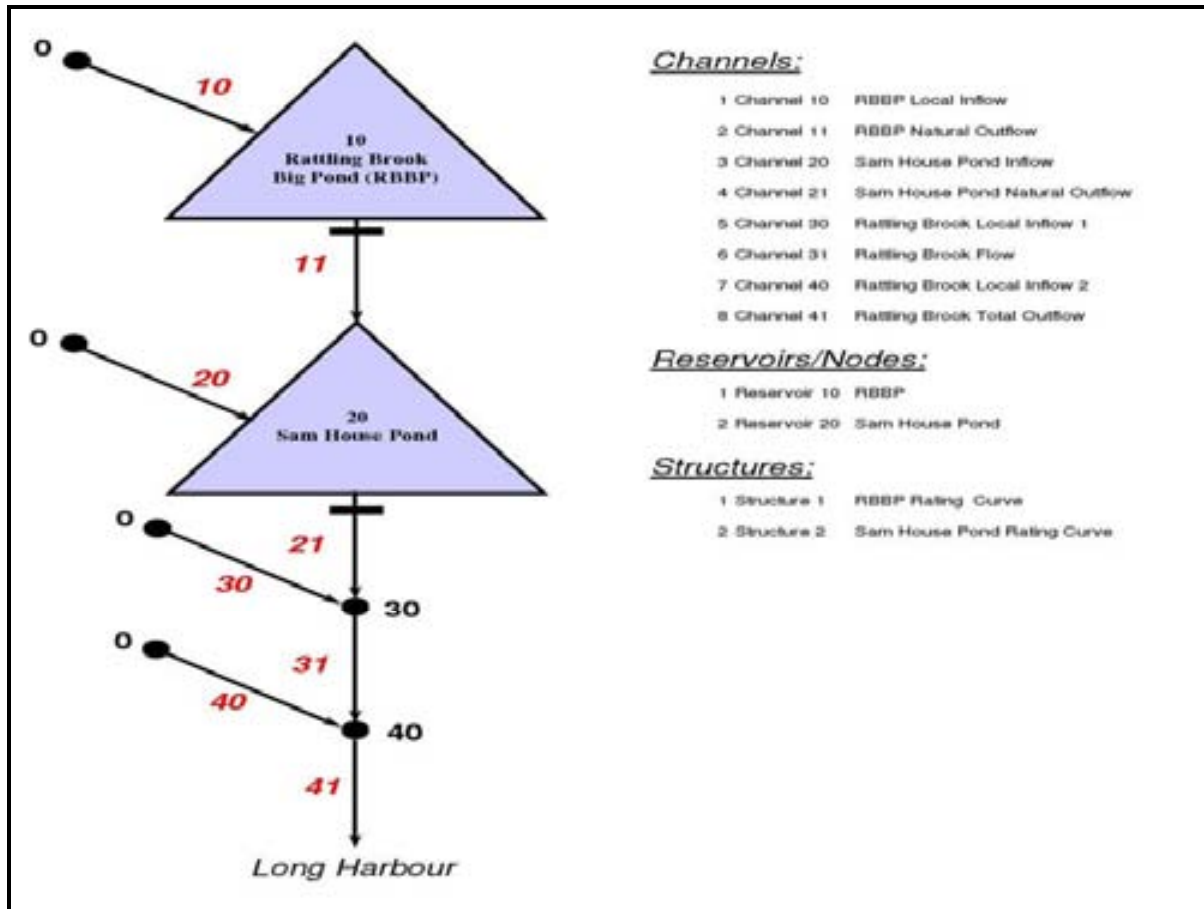 0
10
10
Rattling Brook
Big Pond (RBBP)
11
0
20
20
Sam House Pond
0
21
30
30
0
31
40
40
41
Long Harbour
Channels:
1 Channel 10 RBBP Local Inflow
2 Channel 11 RBBP Natural Outflow
3 Channel 20 Sam House Pond Inflow
4 Channel 21 Sam House Pond Natural Outflow
5 Channel 30 Rattling Brook Local Inflow 1
6 Channel 31 Rattling Brook Flow
7 Channel 40 Rattling Brook Local Inflow 2
8 Channel 41 Rattling Brook Total Outflow
Reservoirs/Nodes:
1 Reservoir 10 RBBP
2 Reservoir 20 Sam House Pond
Structures:
1 Structure 1 RBBP Rating Curve
2 Structure 2 Sam House Pond Rating Curve